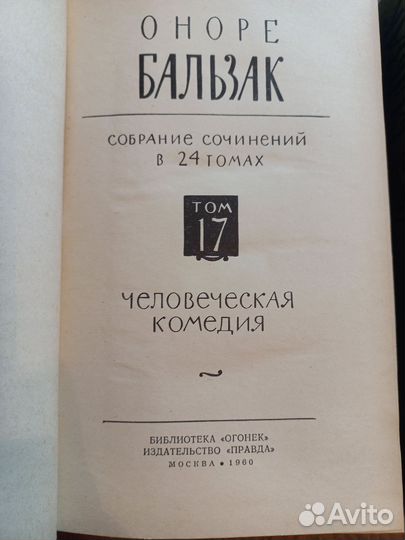 ОНОРЕ
БАЛЬЗАК
СОБРАНИЕ СОЧИНЕНИЙ
В 24 ТОМАХ
ТОМ
17
ЧЕЛОВЕЧЕСКАЯ
КОМЕДИЯ
БИБЛИОТЕКА «ОГОНЕК»
ИЗДАТЕЛЬСТВО «ПРАВДА»
МОСКВА • 1960
Avito